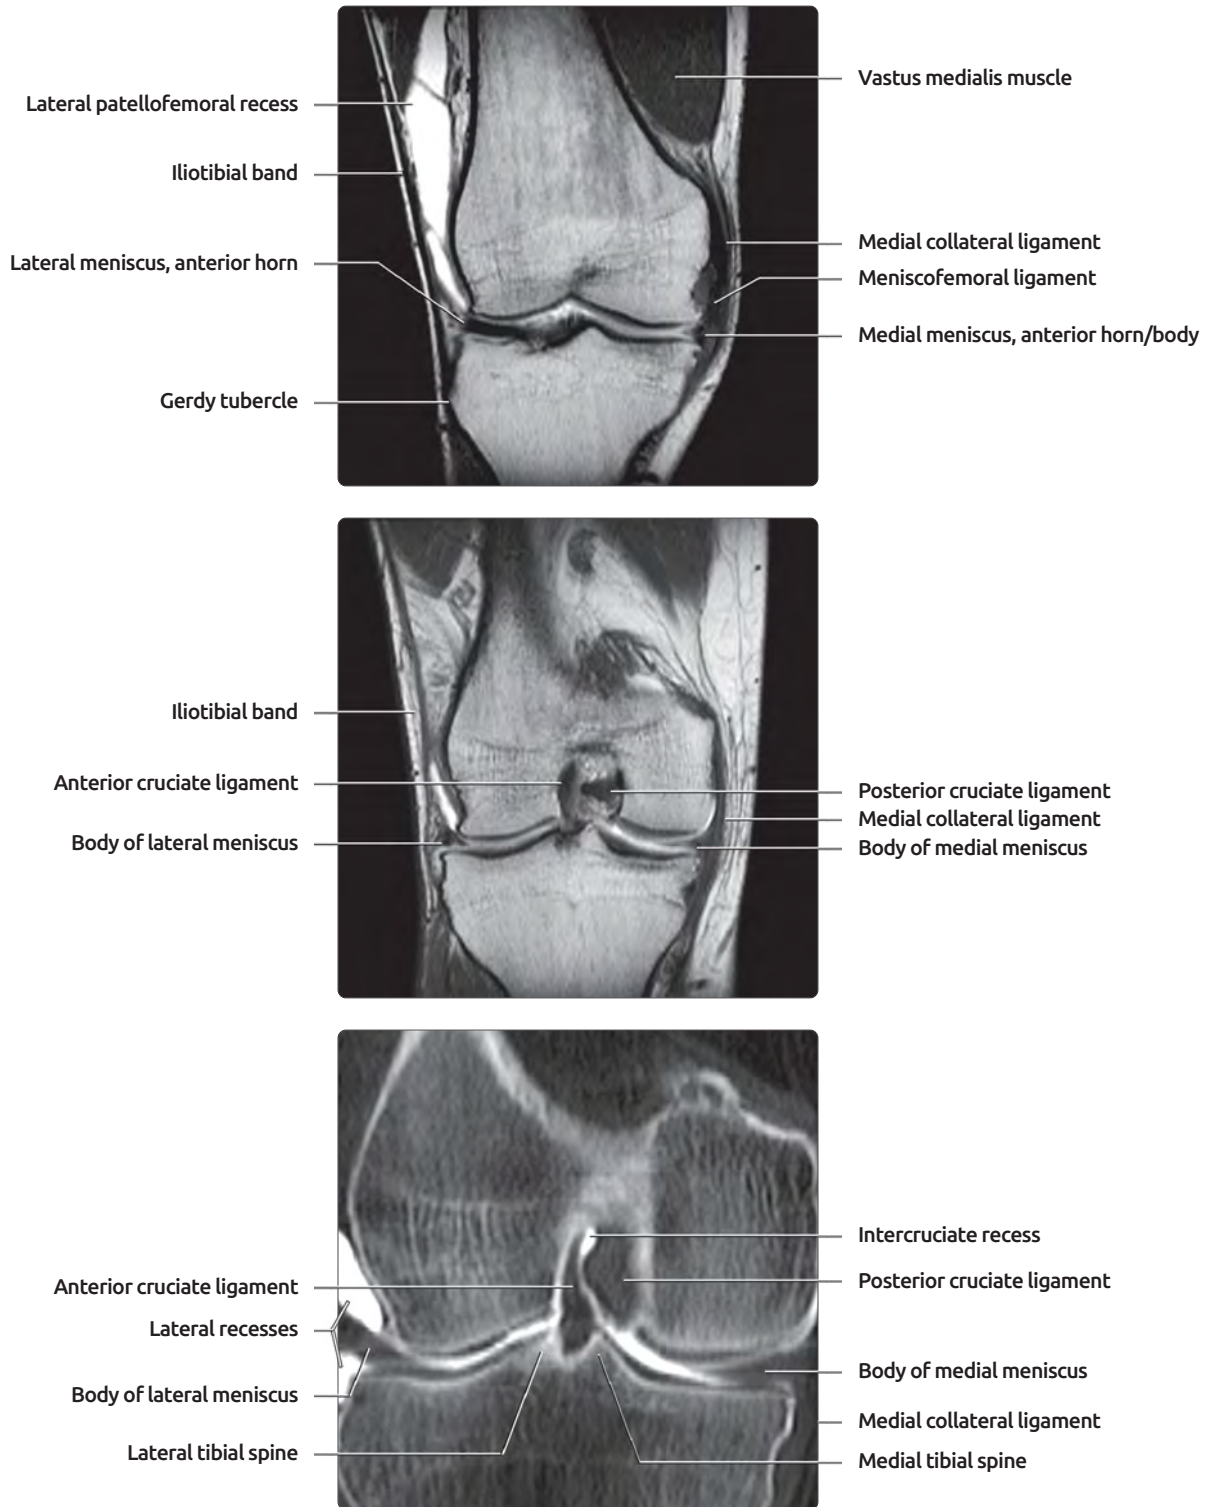 Vastus medialis muscle
Lateral patellofemoral recess
Iliotibial band
Medial collateral ligament
Lateral meniscus, anterior horn
Meniscofemoral ligament
Medial meniscus, anterior horn/body
Gerdy tubercle
Iliotibial band
Anterior cruciate ligament
Posterior cruciate ligament
Medial collateral ligament
Body of lateral meniscus
Body of medial meniscus
Intercruciate recess
Anterior cruciate ligament
Posterior cruciate ligament
Lateral recesses
Body of medial meniscus
Body of lateral meniscus
Medial collateral ligament
Lateral tibial spine
Medial tibial spine